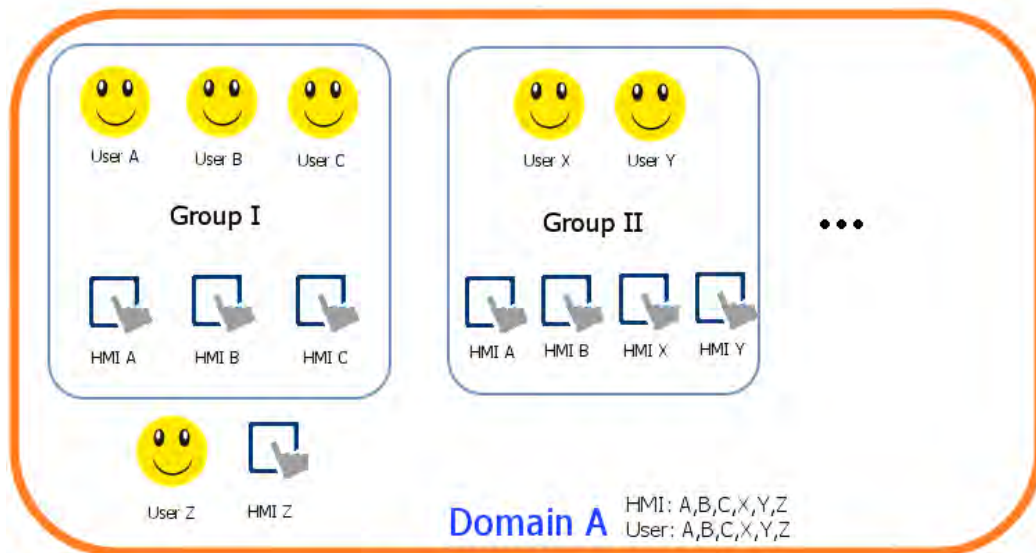 User A
User B
User C
Group I
HMI A
HMI B
HMI C
User X
User Y
Group II
HMI A
HMI B
HMI X
HMI Y
...
User Z
HMI Z
Domain A
HMI: A,B,C,X,Y,Z
User: A,B,C,X,Y,Z